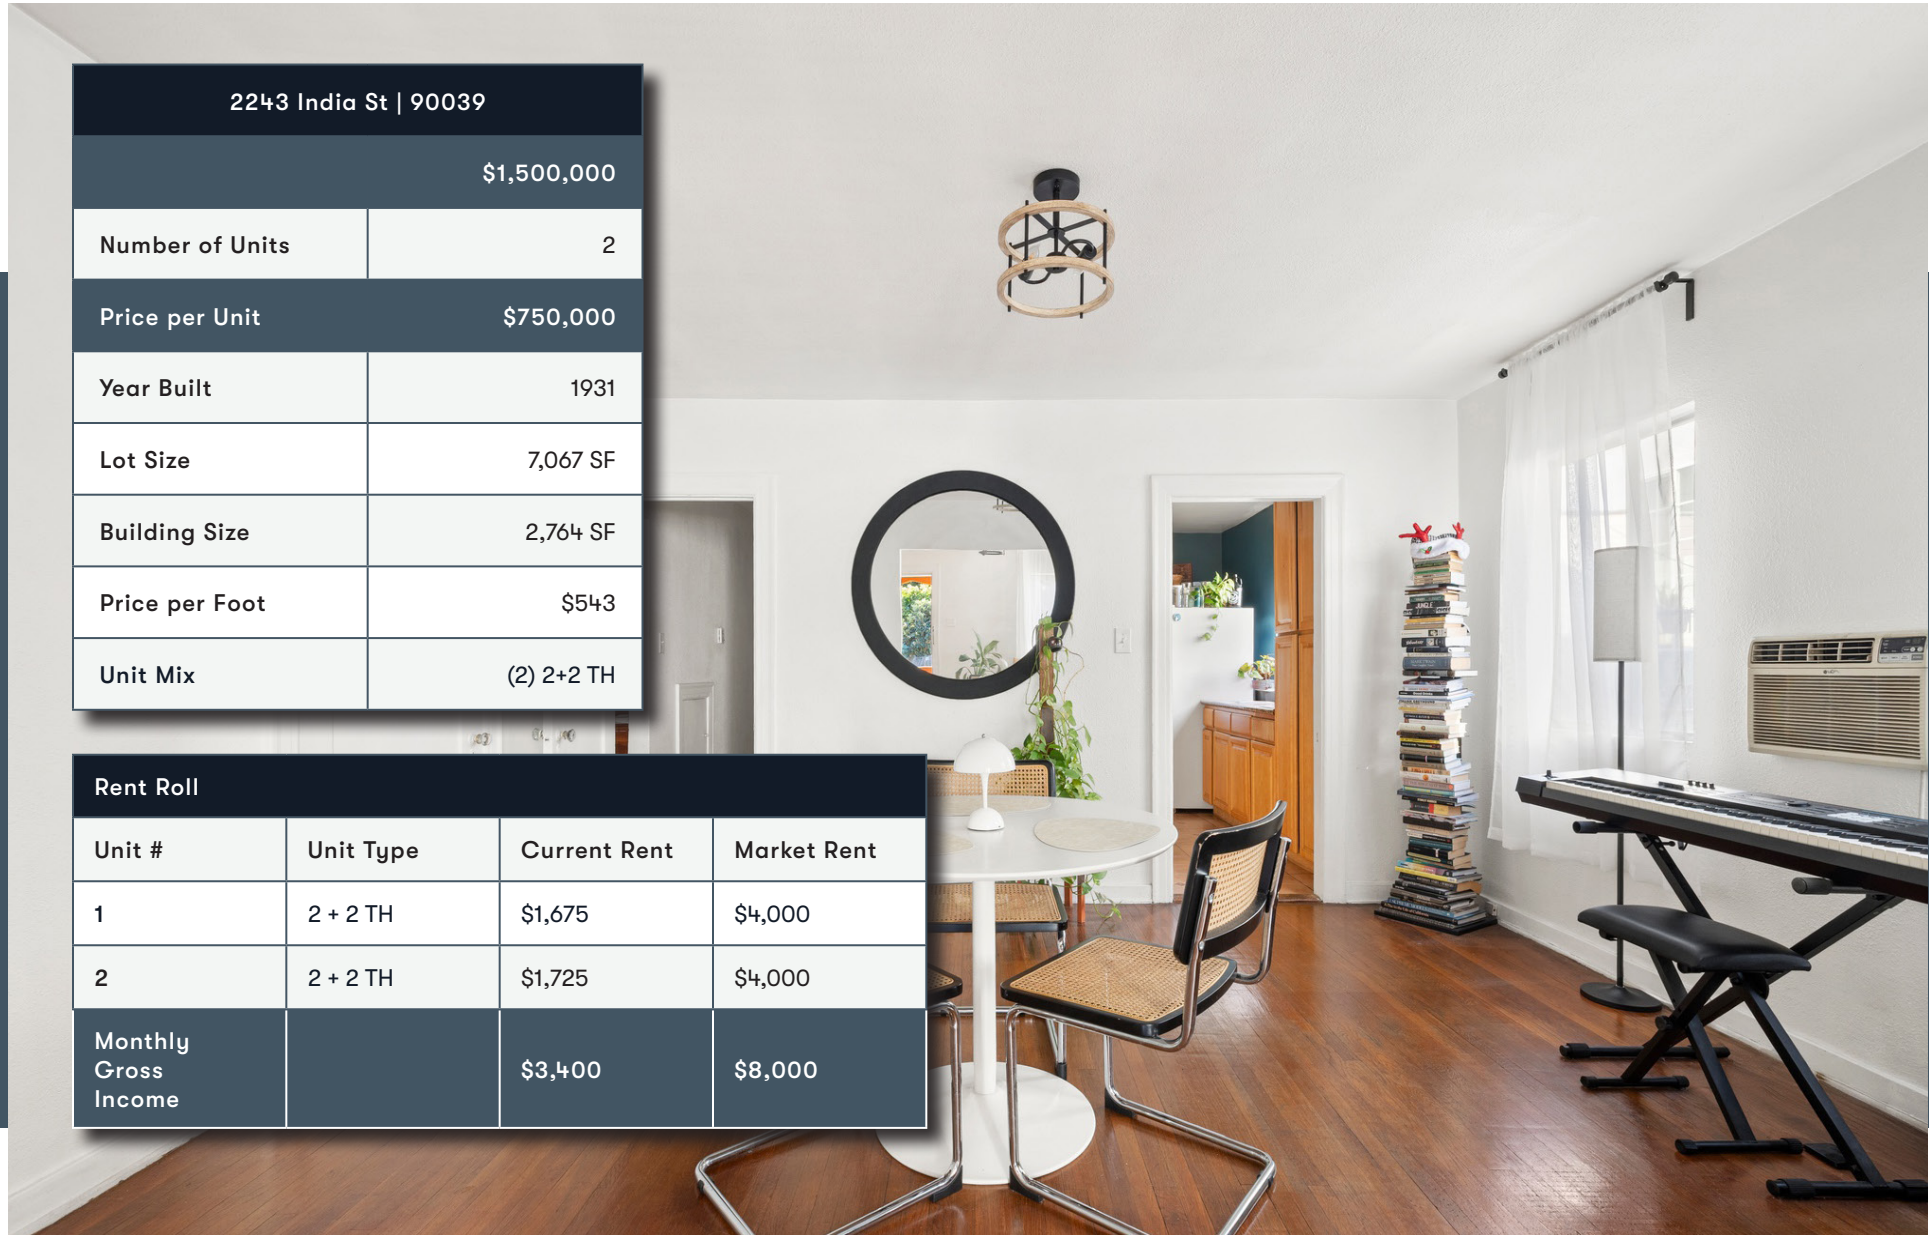 2243 India St | 90039
$1,500,000
Number of Units 2
Price per Unit $750,000
Year Built 1931
Lot Size 7,067 SF
Building Size 2,764 SF
Price per Foot $543
Unit Mix (2) 2+2 TH
Rent Roll
Unit # Unit Type Current Rent Market Rent
1 2 + 2 TH $1,675 $4,000
2 2 + 2 TH $1,725 $4,000
Monthly
Gross
Income $3,400 $8,000